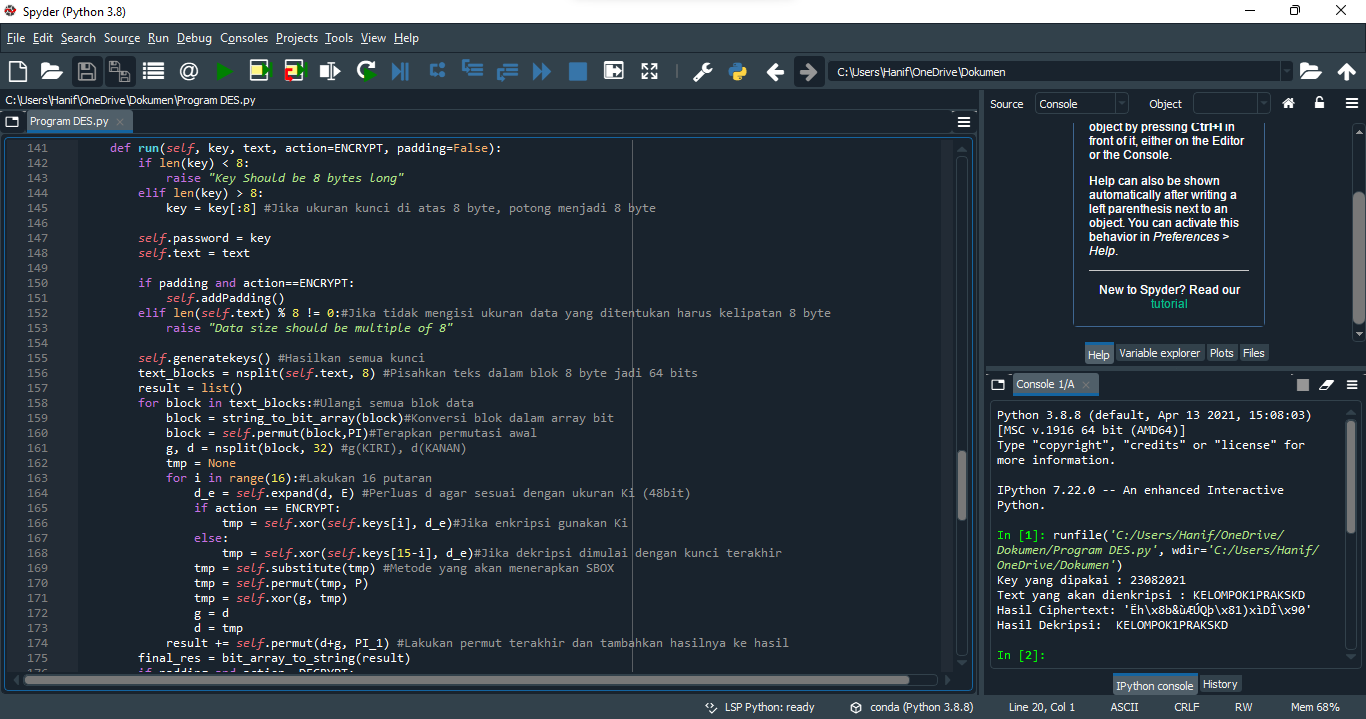 Spyder (Python 3.8)
File Edit Search Source Run Debug Consoles Projects Tools View Help
C:\Users\Hanif\OneDrive\Dokumen
C:\Users\Hanif\OneDrive\Dokumen\Program DES.py
Program DES.py
141 def run(self, key, text, action=ENCRYPT, padding=False):
142 if len(key) < 8:
143 raise "Key Should be 8 bytes long"
144 elif len(key) > 8:
145 key = key[:8] #Jika ukuran kunci di atas 8 byte, potong menjadi 8 byte
146
147 self.password = key
148 self.text = text
149
150 if padding and action==ENCRYPT:
151 self.addPadding()
152 elif len(self.text) % 8 != 0:#Jika tidak mengisi ukuran data yang ditentukan harus kelipatan 8 byte
153 raise "Data size should be multiple of 8"
154
155 self.generatekeys() #Hasilkan semua kunci
156 text_blocks = nsplit(self.text, 8) #Pisahkan teks dalam blok 8 byte jadi 64 bits
157 result = list()
158 for block in text_blocks:#Ulangi semua blok data
159 block = string_to_bit_array(block)#Konversi blok dalam array bit
160 block = self.permut(block,PI)#Terapkan permutasi awal
161 g, d = nsplit(block, 32) #g(KIRI), d(KANAN)
162 tmp = None
163 for i in range(16):#Lakukan 16 putaran
164 d_e = self.expand(d, E) #Perluas d agar sesuai dengan ukuran Ki (48bit)
165 if action == ENCRYPT:
166 tmp = self.xor(self.keys[i], d_e)#Jika enkripsi gunakan Ki
167 else:
168 tmp = self.xor(self.keys[15-i], d_e)#Jika dekripsi dimulai dengan kunci terakhir
169 tmp = self.substitute(tmp) #Metode yang akan menerapkan SBOX
170 tmp = self.permut(tmp, P)
171 tmp = self.xor(g, tmp)
172 g = d
173 d = tmp
174 result += self.permut(d+g, PI_1) #Lakukan permut terakhir dan tambahkan hasilnya ke hasil
175 final_res = bit_array_to_string(result)
Source Console Object
object by pressing Ctrl+I in
front of it, either on the Editor
or the Console.
Help can also be shown
automatically after writing a
left parenthesis next to an
object. You can activate this
behavior in Preferences >
Help.
New to Spyder? Read our
tutorial
Help Variable explorer Plots Files
Console 1/A
Python 3.8.8 (default, Apr 13 2021, 15:08:03)
[MSC v.1916 64 bit (AMD64)]
Type "copyright", "credits" or "license" for
more information.
IPython 7.22.0 -- An enhanced Interactive
Python.
In [1]: runfile('C:/Users/Hanif/OneDrive/
Dokumen/Program DES.py', wdir='C:/Users/Hanif/
OneDrive/Dokumen')
Key yang dipakai : 23082021
Text yang akan dienkripsi : KELOMPOK1PRAKSKD
Hasil Ciphertext: 'Ëh\x8b&ùÆÚQþ\x81)xìDÎ\x90'
Hasil Dekripsi: KELOMPOK1PRAKSKD
In [2]:
IPython console History
LSP Python: ready conda (Python 3.8.8) Line 20, Col 1 ASCII CRLF RW Mem 68%